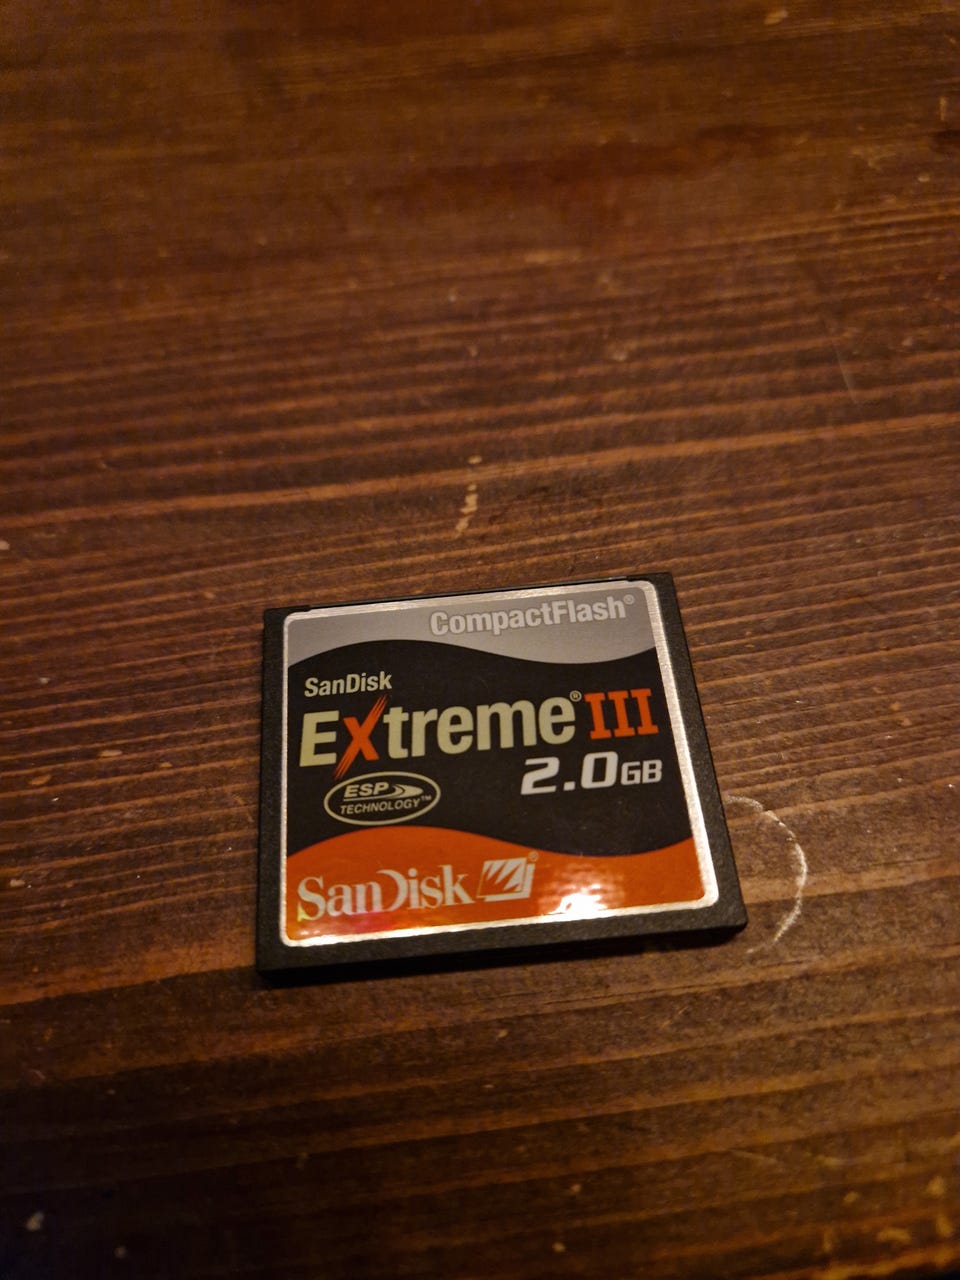 CompactFlash®
SanDisk
Extreme® III
2.0GB
ESP
TECHNOLOGY™
SanDisk®